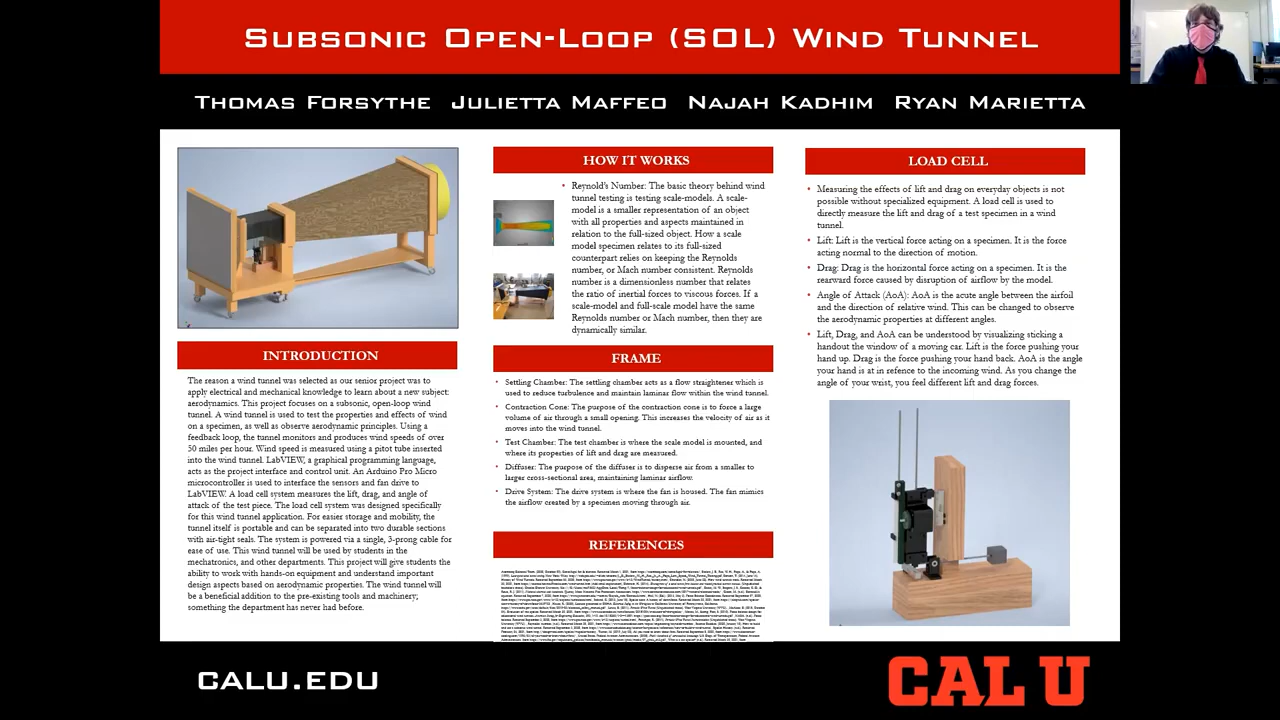 Subsonic Open-Loop (SOL) Wind Tunnel
Thomas Forsythe Julietta Maffeo Najah Kadhim Ryan Marietta
INTRODUCTION
The reason a wind tunnel was selected as our senior project was to
apply electrical and mechanical knowledge to learn about a new subject:
aerodynamics. This project focuses on a subsonic, open-loop wind
tunnel. A wind tunnel is used to test the properties and effects of wind
on a specimen, as well as observe aerodynamic principles. Using a
feedback loop, the tunnel monitors and produces wind speeds of over
50 miles per hour. Wind speed is measured using a pitot tube inserted
into the wind tunnel. LabVIEW, a graphical programming language,
acts as the project interface and control unit. An Arduino Pro Micro
microcontroller is used to interface the sensors and fan drive to
LabVIEW. A load cell system measures the lift, drag, and angle of
attack of the test piece. The load cell system was designed specifically
for this wind tunnel application. For easier storage and mobility, the
tunnel itself is portable and can be separated into two durable sections
with air-tight seals. The system is powered via a single, 3-prong cable for
ease of use. This wind tunnel will be used by students in the
mechatronics, and other departments. This project will give students the
ability to work with hands-on equipment and understand important
design aspects based on aerodynamic properties. The wind tunnel will
be a beneficial addition to the pre-existing tools and machinery;
something the department has never had before.
HOW IT WORKS
• Reynold's Number: The basic theory behind wind
tunnel testing is testing scale-models. A scale-
model is a smaller representation of an object
with all properties and aspects maintained in
relation to the full-sized object. How a scale
model specimen relates to its full-sized
counterpart relies on keeping the Reynolds
number, or Mach number consistent. Reynolds
number is a dimensionless number that relates
the ratio of inertial forces to viscous forces. If a
scale-model and full-scale model have the same
Reynolds number or Mach number, then they are
dynamically similar.
FRAME
• Settling Chamber: The settling chamber acts as a flow straightener which is
used to reduce turbulence and maintain laminar flow within the wind tunnel.
• Contraction Cone: The purpose of the contraction cone is to force a large
volume of air through a small opening. This increases the velocity of air as it
moves into the wind tunnel.
• Test Chamber: The test chamber is where the scale model is mounted, and
where its properties of lift and drag are measured.
• Diffuser: The purpose of the diffuser is to disperse air from a smaller to
larger cross-sectional area, maintaining laminar airflow.
• Drive System: The drive system is where the fan is housed. The fan mimics
the airflow created by a specimen moving through air.
REFERENCES
LOAD CELL
• Measuring the effects of lift and drag on everyday objects is not
possible without specialized equipment. A load cell is used to
directly measure the lift and drag of a test specimen in a wind
tunnel.
• Lift: Lift is the vertical force acting on a specimen. It is the force
acting normal to the direction of motion.
• Drag: Drag is the horizontal force acting on a specimen. It is the
rearward force caused by disruption of airflow by the model.
• Angle of Attack (AoA): AoA is the acute angle between the airfoil
and the direction of relative wind. This can be changed to observe
the aerodynamic properties at different angles.
• Lift, Drag, and AoA can be understood by visualizing sticking a
handout the window of a moving car. Lift is the force pushing your
hand up. Drag is the force pushing your hand back. AoA is the angle
your hand is at in refence to the incoming wind. As you change the
angle of your wrist, you feel different lift and drag forces.
CALU.EDU
CAL U